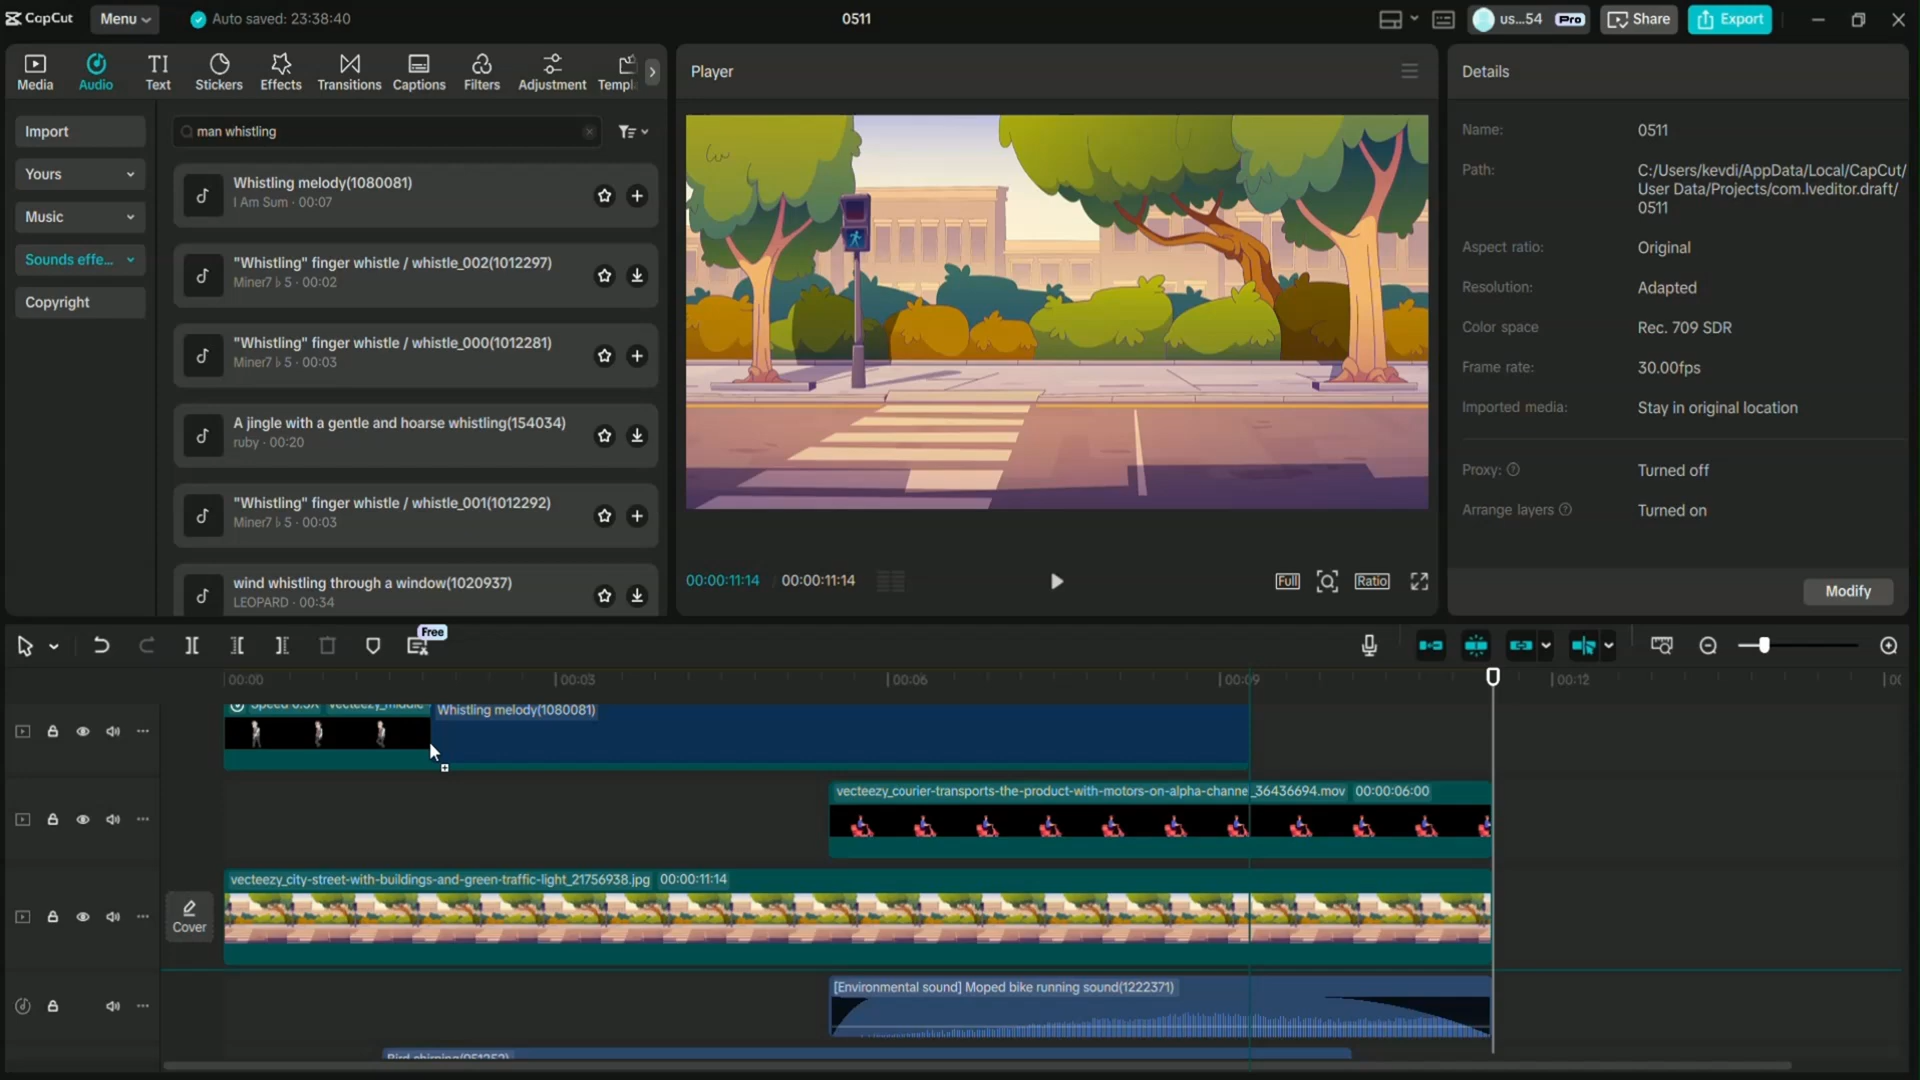 CapCut
Menu
Auto saved: 23:38:40
0511
us...54
Pro
Share
Export
Media
Audio
Text
Stickers
Effects
Transitions
Captions
Filters
Adjustment
Templ
Import
Yours
Music
Sounds effe...
Copyright
man whistling
Whistling melody(1080081)
I Am Sum · 00:07
"Whistling" finger whistle / whistle_002(1012297)
Miner7♭5 · 00:02
"Whistling" finger whistle / whistle_000(1012281)
Miner7♭5 · 00:03
A jingle with a gentle and hoarse whistling(154034)
ruby · 00:20
"Whistling" finger whistle / whistle_001(1012292)
Miner7♭5 · 00:03
wind whistling through a window(1020937)
LEOPARD · 00:34
Player
00:00:11:14
00:00:11:14
Full
Ratio
Details
Name:
0511
Path:
C:/Users/kevdi/AppData/Local/CapCut/
User Data/Projects/com.lveditor.draft/
0511
Aspect ratio:
Original
Resolution:
Adapted
Color space
Rec. 709 SDR
Frame rate:
30.00fps
Imported media:
Stay in original location
Proxy:
Turned off
Arrange layers
Turned on
Modify
Free
00:00
00:03
00:06
00:09
00:12
Speed 0.5X
vecteezy_middle
Whistling melody(1080081)
vecteezy_courier-transports-the-product-with-motors-on-alpha-channe_36436694.mov
00:00:06:00
Cover
vecteezy_city-street-with-buildings-and-green-traffic-light_21756938.jpg
00:00:11:14
[Environmental sound] Moped bike running sound(1222371)